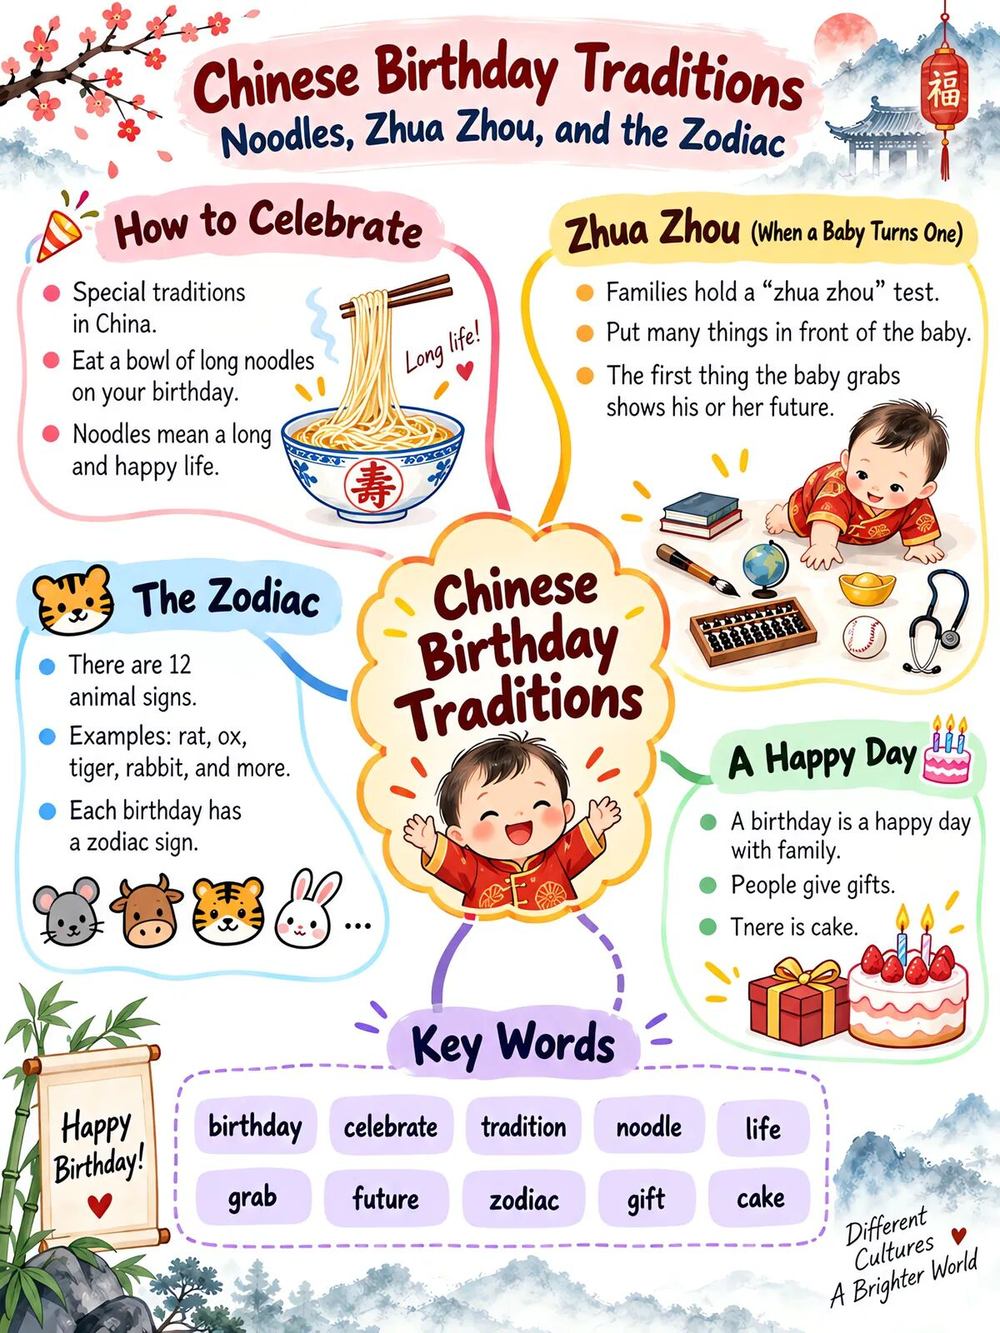 Chinese Birthday Traditions
Noodles, Zhua Zhou, and the Zodiac
福
How to Celebrate
Special traditions
in China.
Eat a bowl of long noodles
on your birthday.
Noodles mean a long
and happy life.
Long life!
寿
Zhua Zhou (When a Baby Turns One)
Families hold a “zhua zhou” test.
Put many things in front of the baby.
The first thing the baby grabs
shows his or her future.
The Zodiac
There are 12
animal signs.
Examples: rat, ox,
tiger, rabbit, and more.
Each birthday has
a zodiac sign.
...
Chinese
Birthday
Traditions
A Happy Day
A birthday is a happy day
with family.
People give gifts.
Tnere is cake.
Key Words
birthday celebrate tradition noodle life
grab future zodiac gift cake
Happy
Birthday!
Different
Cultures
A Brighter World